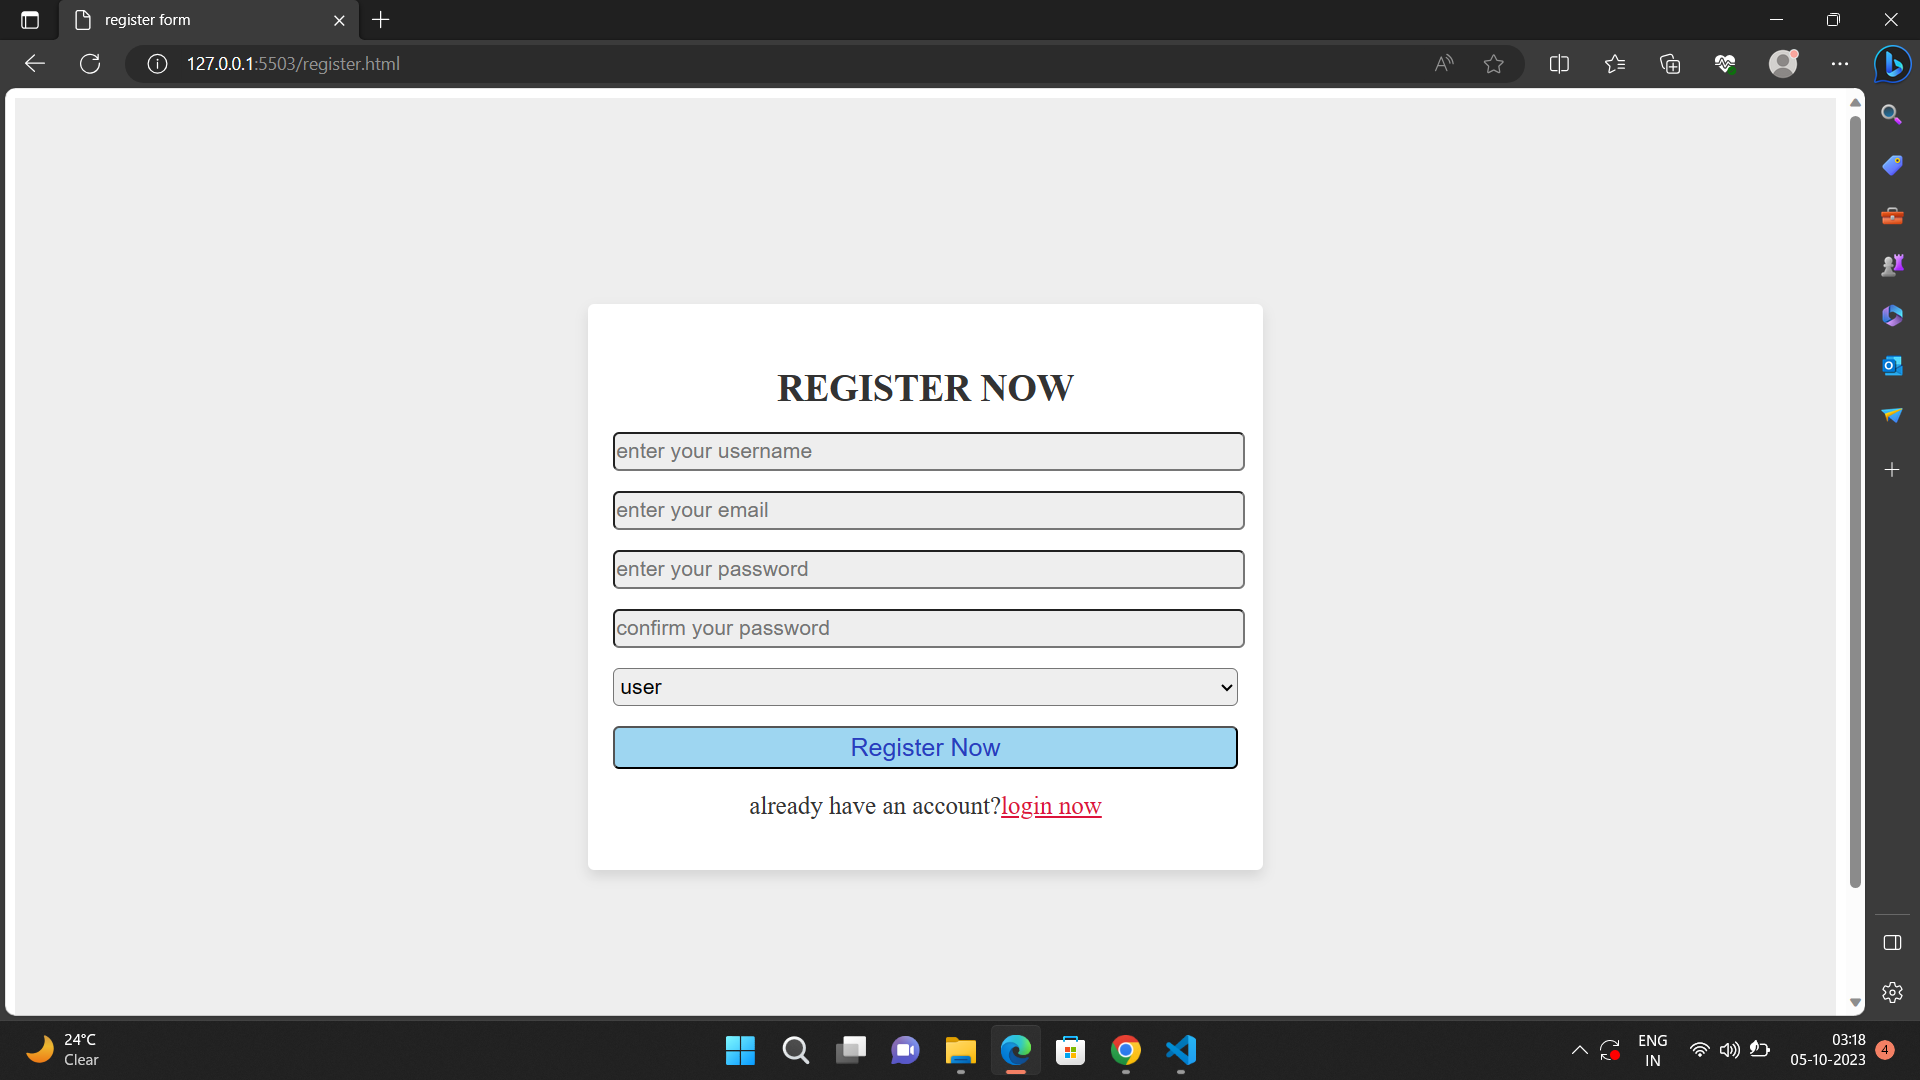 register form
127.0.0.1:5503/register.html
REGISTER NOW
enter your username
enter your email
enter your password
confirm your password
user
Register Now
already have an account?login now
24°C
Clear
ENG
IN
03:18
05-10-2023
4